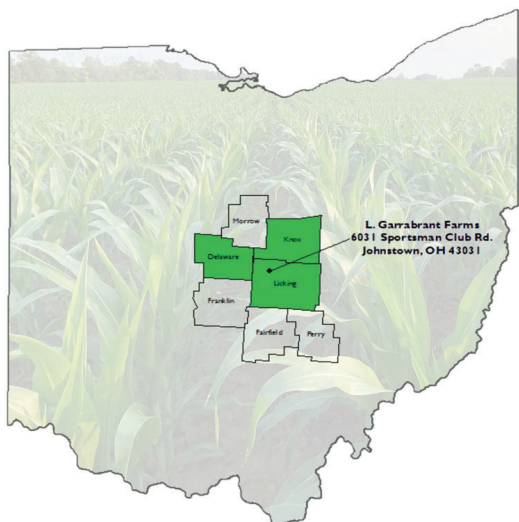 Morrow
Knox
L. Garrabrant Farms
6031 Sportsman Club Rd.
Johnstown, OH 43031
Delaware
Licking
Franklin
Fairfield
Perry